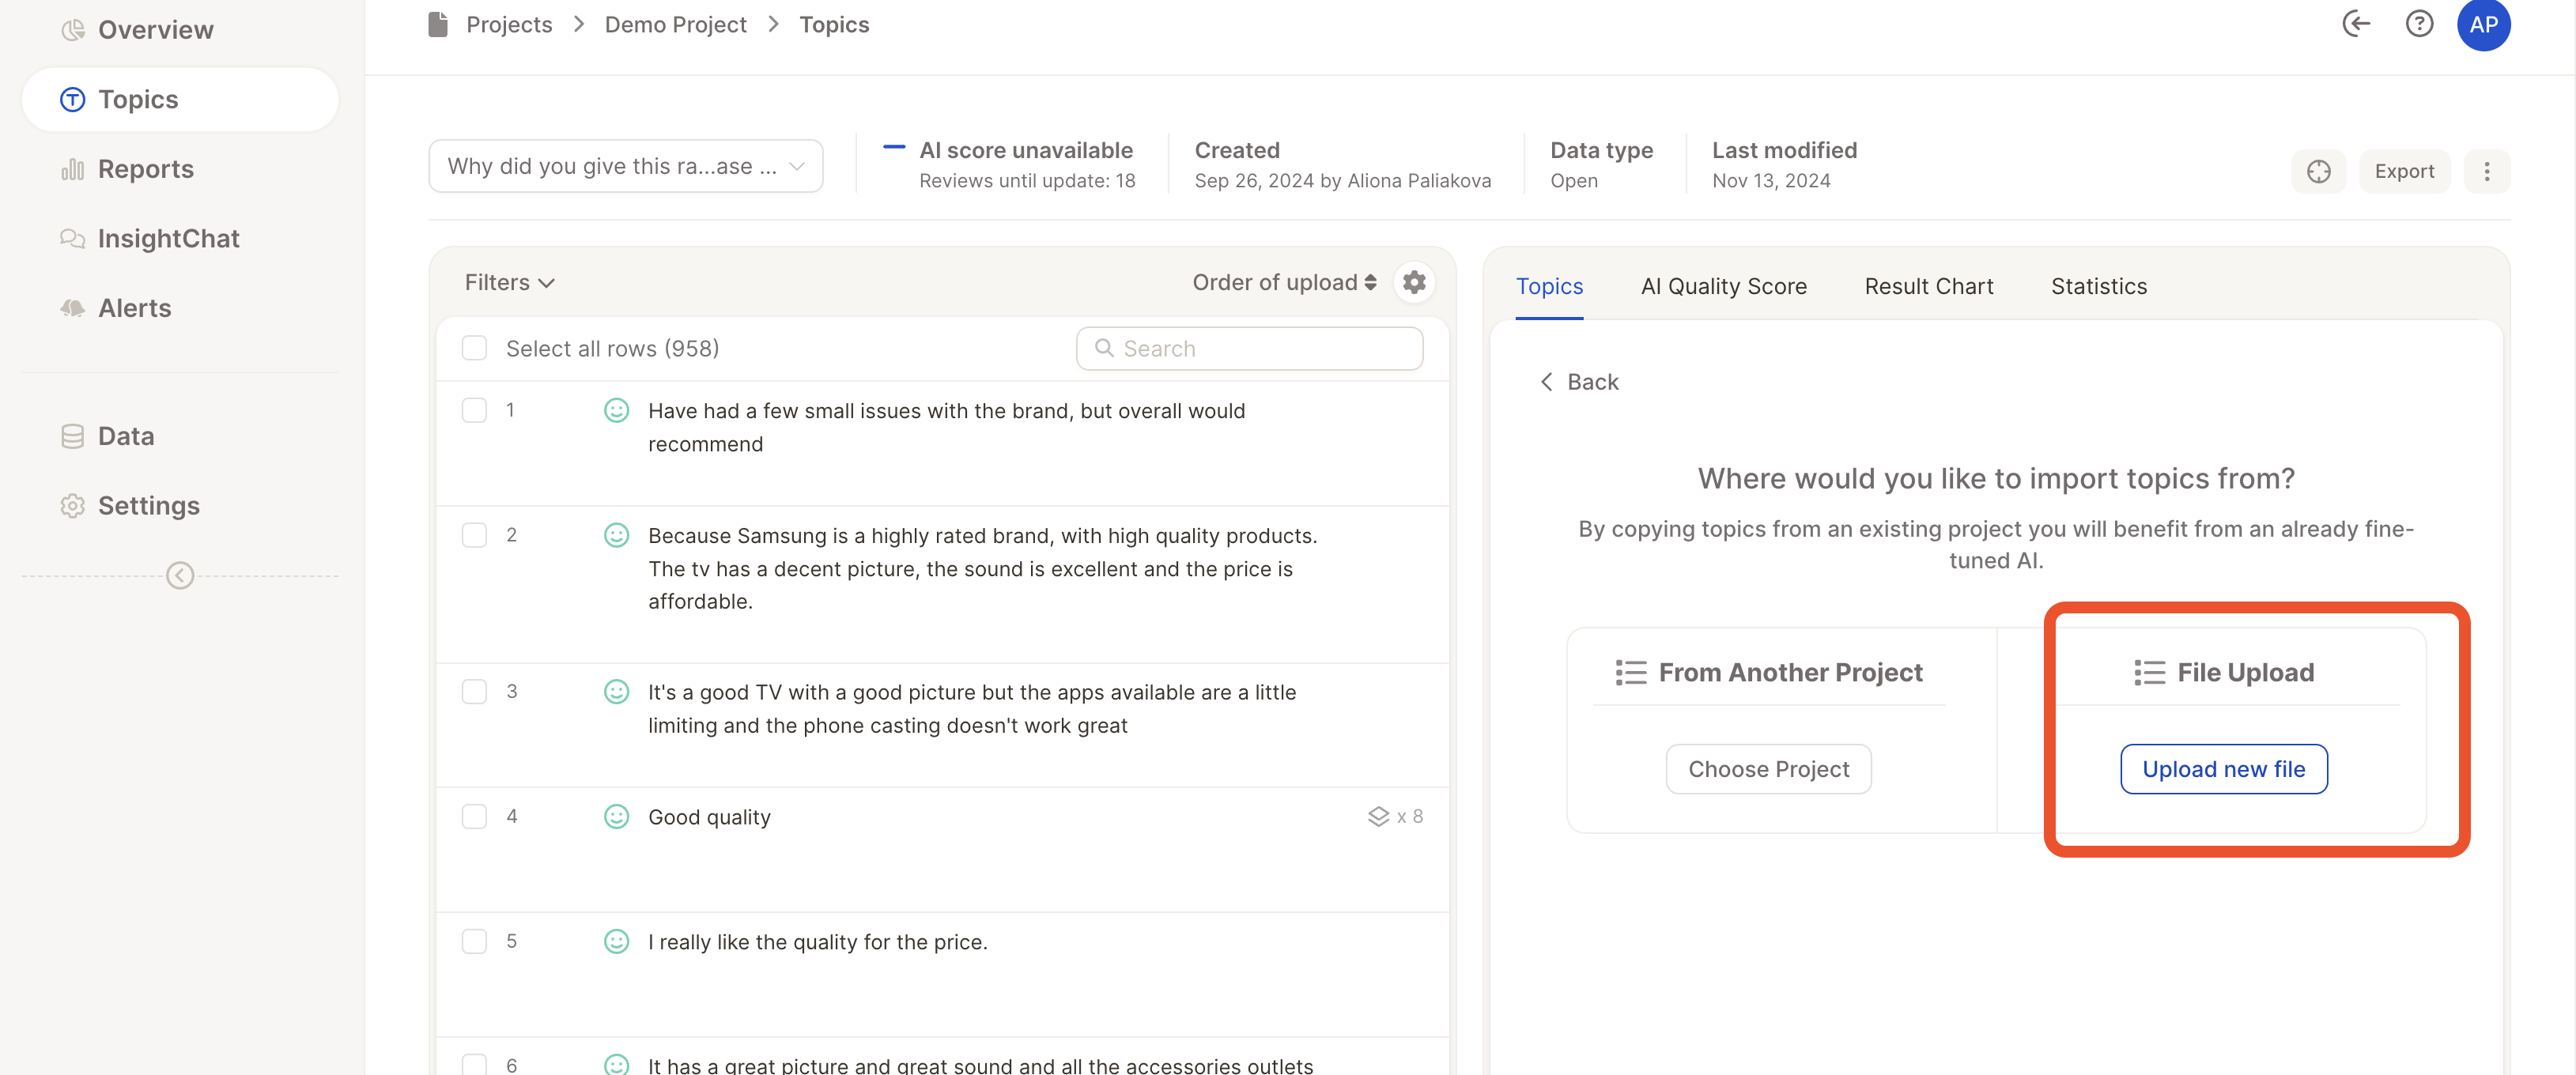 Overview
Topics
Reports
InsightChat
Alerts
Data
Settings
Projects > Demo Project > Topics
? AP
Why did you give this ra...ase ...
AI score unavailable
Reviews until update: 18
Created
Sep 26, 2024 by Aliona Paliakova
Data type
Open
Last modified
Nov 13, 2024
Export
Filters
Order of upload
Select all rows (958)
Search
1
Have had a few small issues with the brand, but overall would
recommend
2
Because Samsung is a highly rated brand, with high quality products.
The tv has a decent picture, the sound is excellent and the price is
affordable.
3
It's a good TV with a good picture but the apps available are a little
limiting and the phone casting doesn't work great
4
Good quality
x 8
5
I really like the quality for the price.
6
It has a great picture and great sound and all the accessories outlets
Topics AI Quality Score Result Chart Statistics
Back
Where would you like to import topics from?
By copying topics from an existing project you will benefit from an already fine-
tuned AI.
From Another Project
Choose Project
File Upload
Upload new file